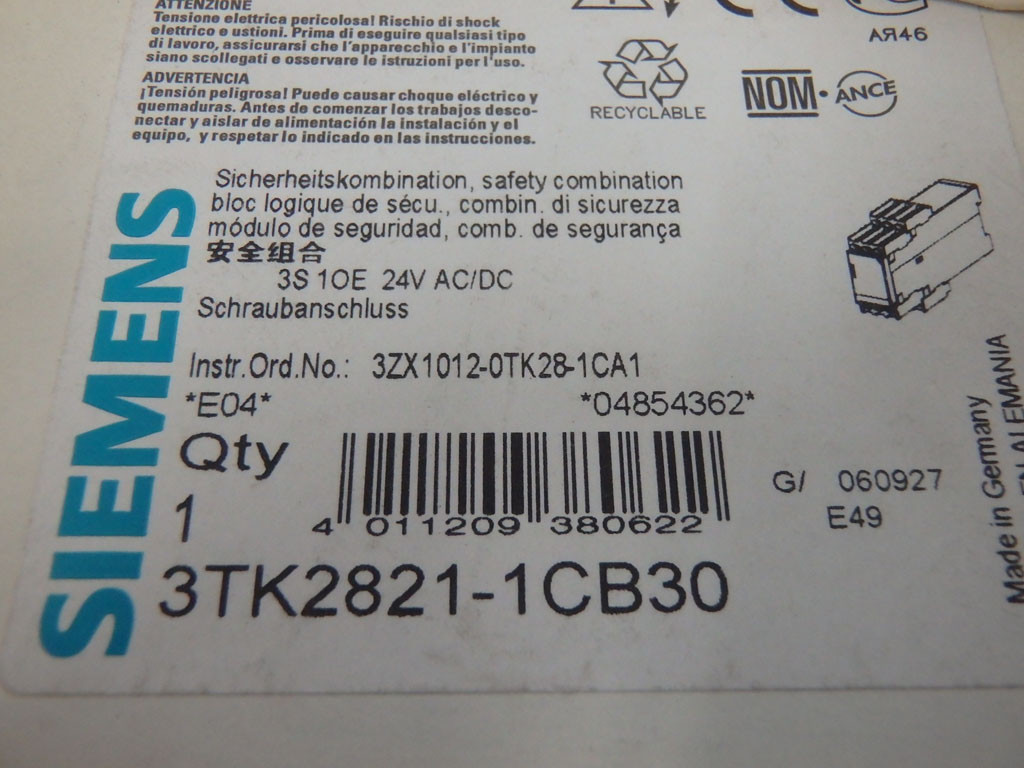 ATTENZIONE
Tensione elettrica pericolosa! Rischio di shock
elettrico e ustioni. Prima di eseguire qualsiasi tipo
di lavoro, assicurarsi che l'apparecchio e l'impianto
siano scollegati e osservare le istruzioni per l'uso.
ADVERTENCIA
¡Tensión peligrosa! Puede causar choque eléctrico y
quemaduras. Antes de comenzar los trabajos desco-
nectar y aislar de alimentación la instalación y el
equipo, y respetar lo indicado en las instrucciones.
CE
AЯ46
RECYCLABLE
NOM·ANCE
SIEMENS
Sicherheitskombination, safety combination
bloc logique de sécu., combin. di sicurezza
módulo de seguridad, comb. de segurança
安全组合
3S 1OE 24V AC/DC
Schraubanschluss
Instr.Ord.No.: 3ZX1012-0TK28-1CA1
*E04* *04854362*
Qty
1
4 011209 380622
G/ 060927
E49
3TK2821-1CB30
Made in Germany
EN ALEMANIA